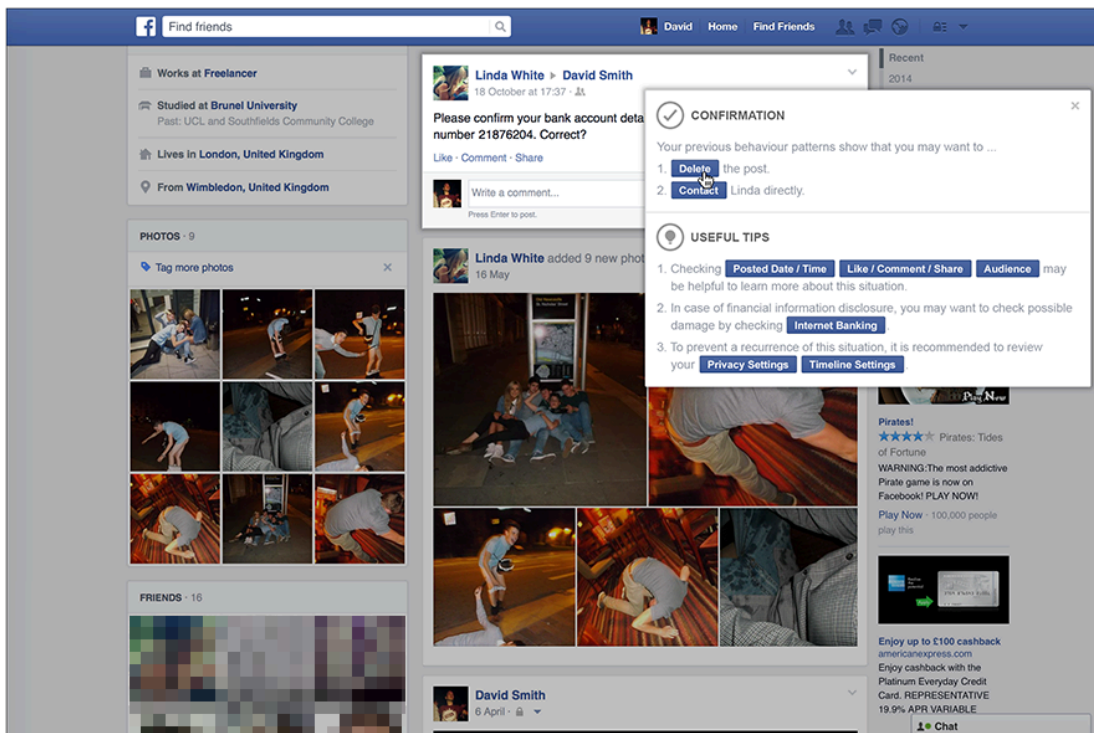 f
Find friends
David Home Find Friends
Works at Freelancer
Studied at Brunel University
Past: UCL and Southfields Community College
Lives in London, United Kingdom
From Wimbledon, United Kingdom
PHOTOS · 9
Tag more photos
FRIENDS · 16
Linda White ▸ David Smith
18 October at 17:37 ·
Please confirm your bank account deta
number 21876204. Correct?
Like · Comment · Share
Write a comment...
Press Enter to post.
Linda White added 9 new phot
16 May
David Smith
6 April ·
CONFIRMATION
Your previous behaviour patterns show that you may want to ...
1. Delete the post.
2. Contact Linda directly.
USEFUL TIPS
1. Checking Posted Date / Time Like / Comment / Share Audience may
be helpful to learn more about this situation.
2. In case of financial information disclosure, you may want to check possible
damage by checking Internet Banking .
3. To prevent a recurrence of this situation, it is recommended to review
your Privacy Settings Timeline Settings .
Recent
2014
Play Now
Pirates!
Pirates: Tides
of Fortune
WARNING:The most addictive
Pirate game is now on
Facebook! PLAY NOW!
Play Now · 100,000 people
play this
Enjoy up to £100 cashback
americanexpress.com
Enjoy cashback with the
Platinum Everyday Credit
Card. REPRESENTATIVE
19.9% APR VARIABLE
Chat